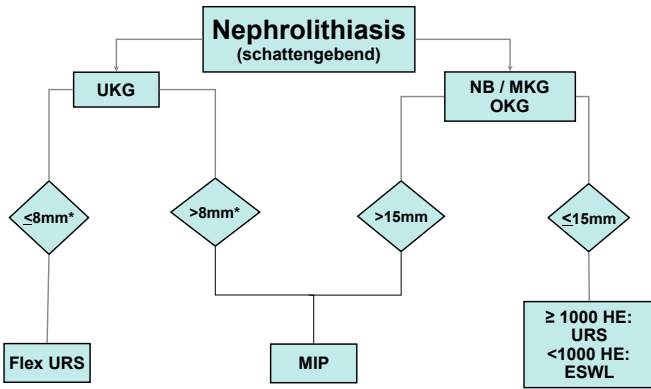 Nephrolithiasis
(schattengebend)
UKG
NB / MKG
OKG
≤8mm*
>8mm*
>15mm
≤15mm
Flex URS
MIP
≥ 1000 HE:
URS
<1000 HE:
ESWL